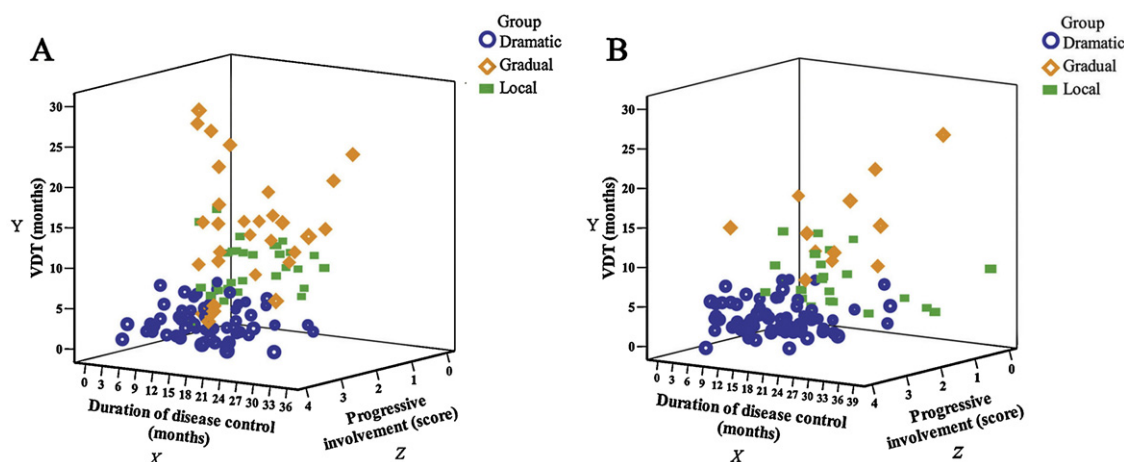 A
Group
Dramatic
Gradual
Local
30
25
20
15
10
5
0
Y
VDT (months)
0 3 6 9 12 15 18 21 24 27 30 33 36
Duration of disease control
(months)
X
4 3 2 1 0
Progressive
involvement (score)
Z
B
Group
Dramatic
Gradual
Local
30
25
20
15
10
5
0
Y
VDT (months)
0 3 6 9 12 15 18 21 24 27 30 33 36 39
Duration of disease control
(months)
X
4 3 2 1 0
Progressive
involvement (score)
Z